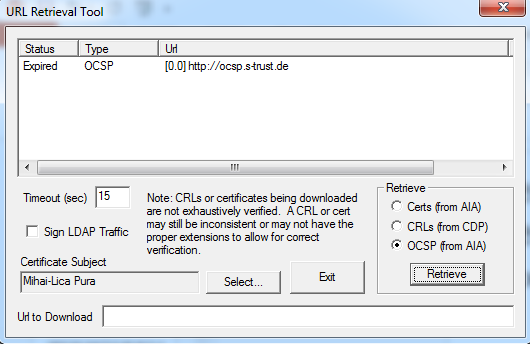 URL Retrieval Tool
Status Type Url
Expired OCSP [0.0] http://ocsp.s-trust.de
Timeout (sec) 15
Sign LDAP Traffic
Note: CRLs or certificates being downloaded
are not exhaustively verified. A CRL or cert
may still be inconsistent or may not have the
proper extensions to allow for correct
verification.
Retrieve
Certs (from AIA)
CRLs (from CDP)
OCSP (from AIA)
Retrieve
Certificate Subject
Mihai-Lica Pura
Select...
Exit
Url to Download